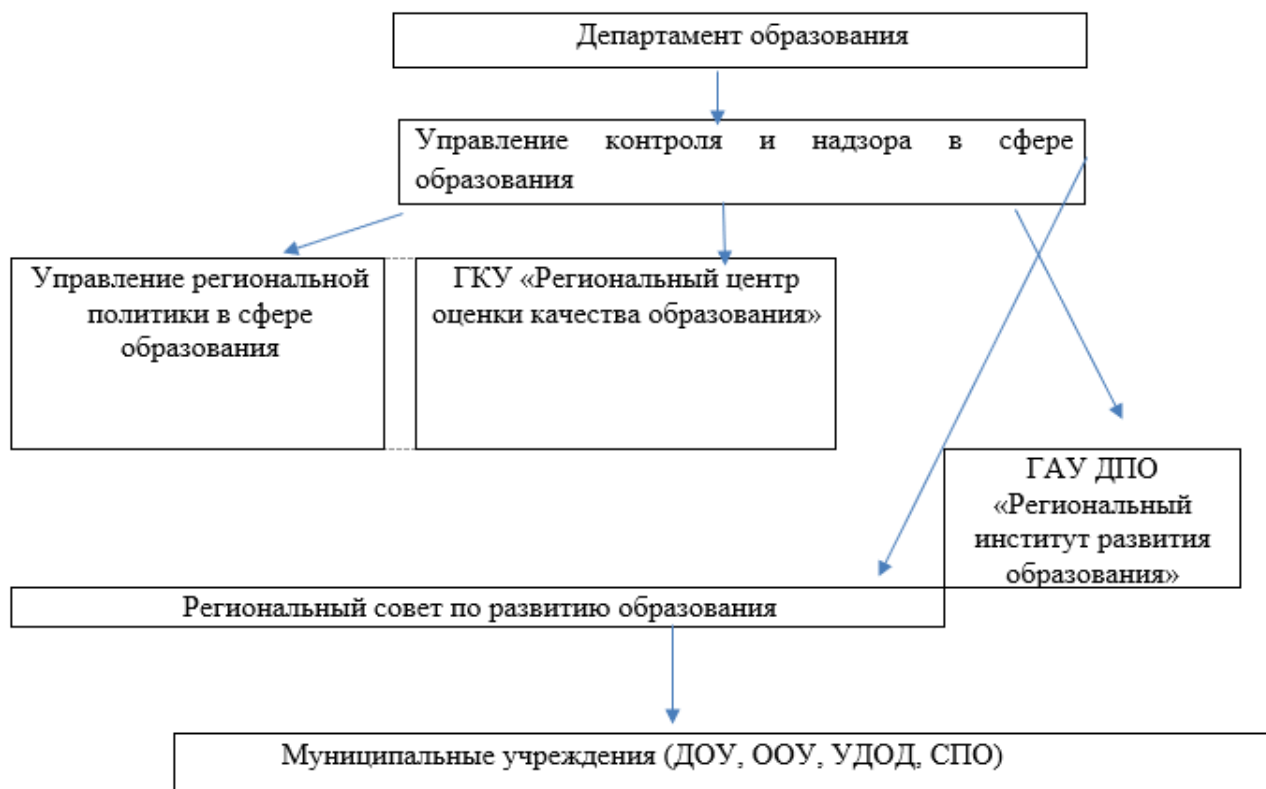 Департамент образования
Управление контроля и надзора в сфере
образования
Управление региональной
политики в сфере
образования
ГКУ «Региональный центр
оценки качества образования»
ГАУ ДПО
«Региональный
институт развития
образования»
Региональный совет по развитию образования
Муниципальные учреждения (ДОУ, ООУ, УДОД, СПО)